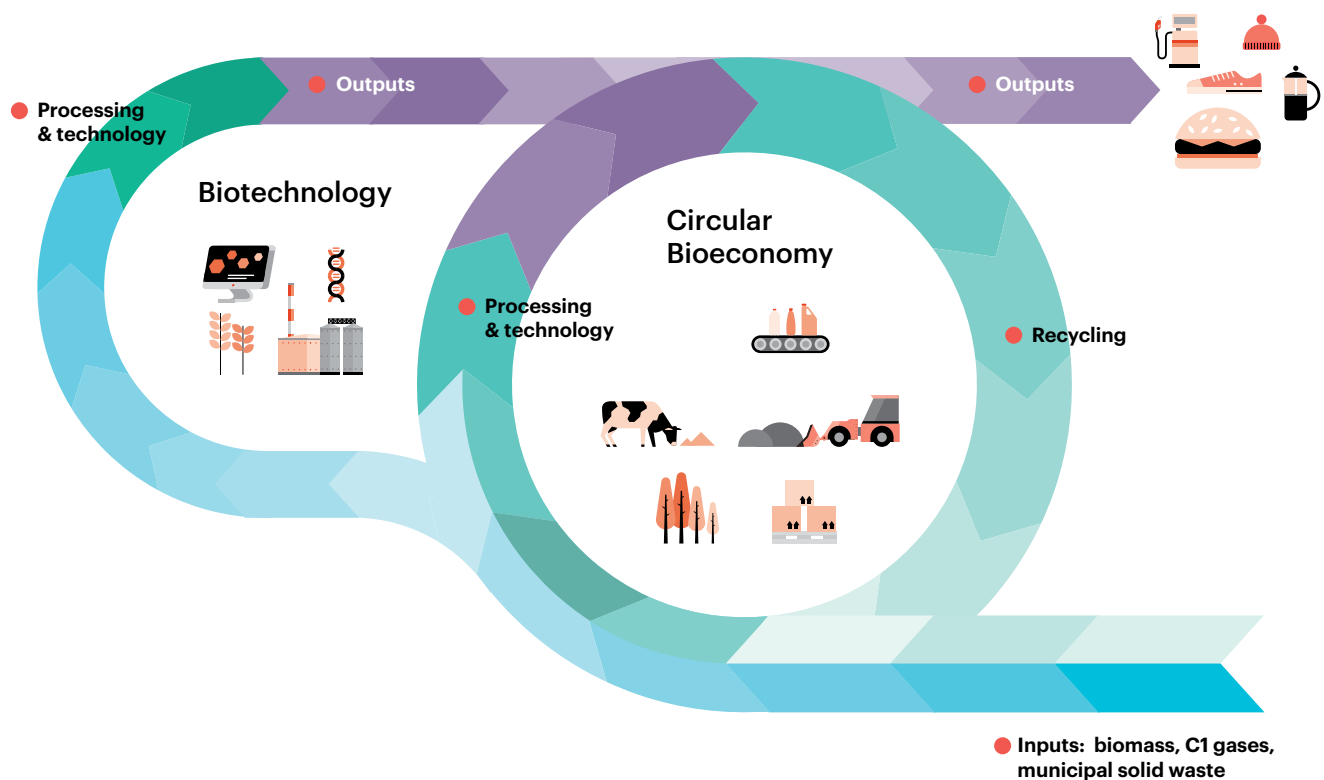 Outputs
Outputs
Processing
& technology
Biotechnology
Circular
Bioeconomy
Processing
& technology
Recycling
Inputs: biomass, C1 gases,
municipal solid waste